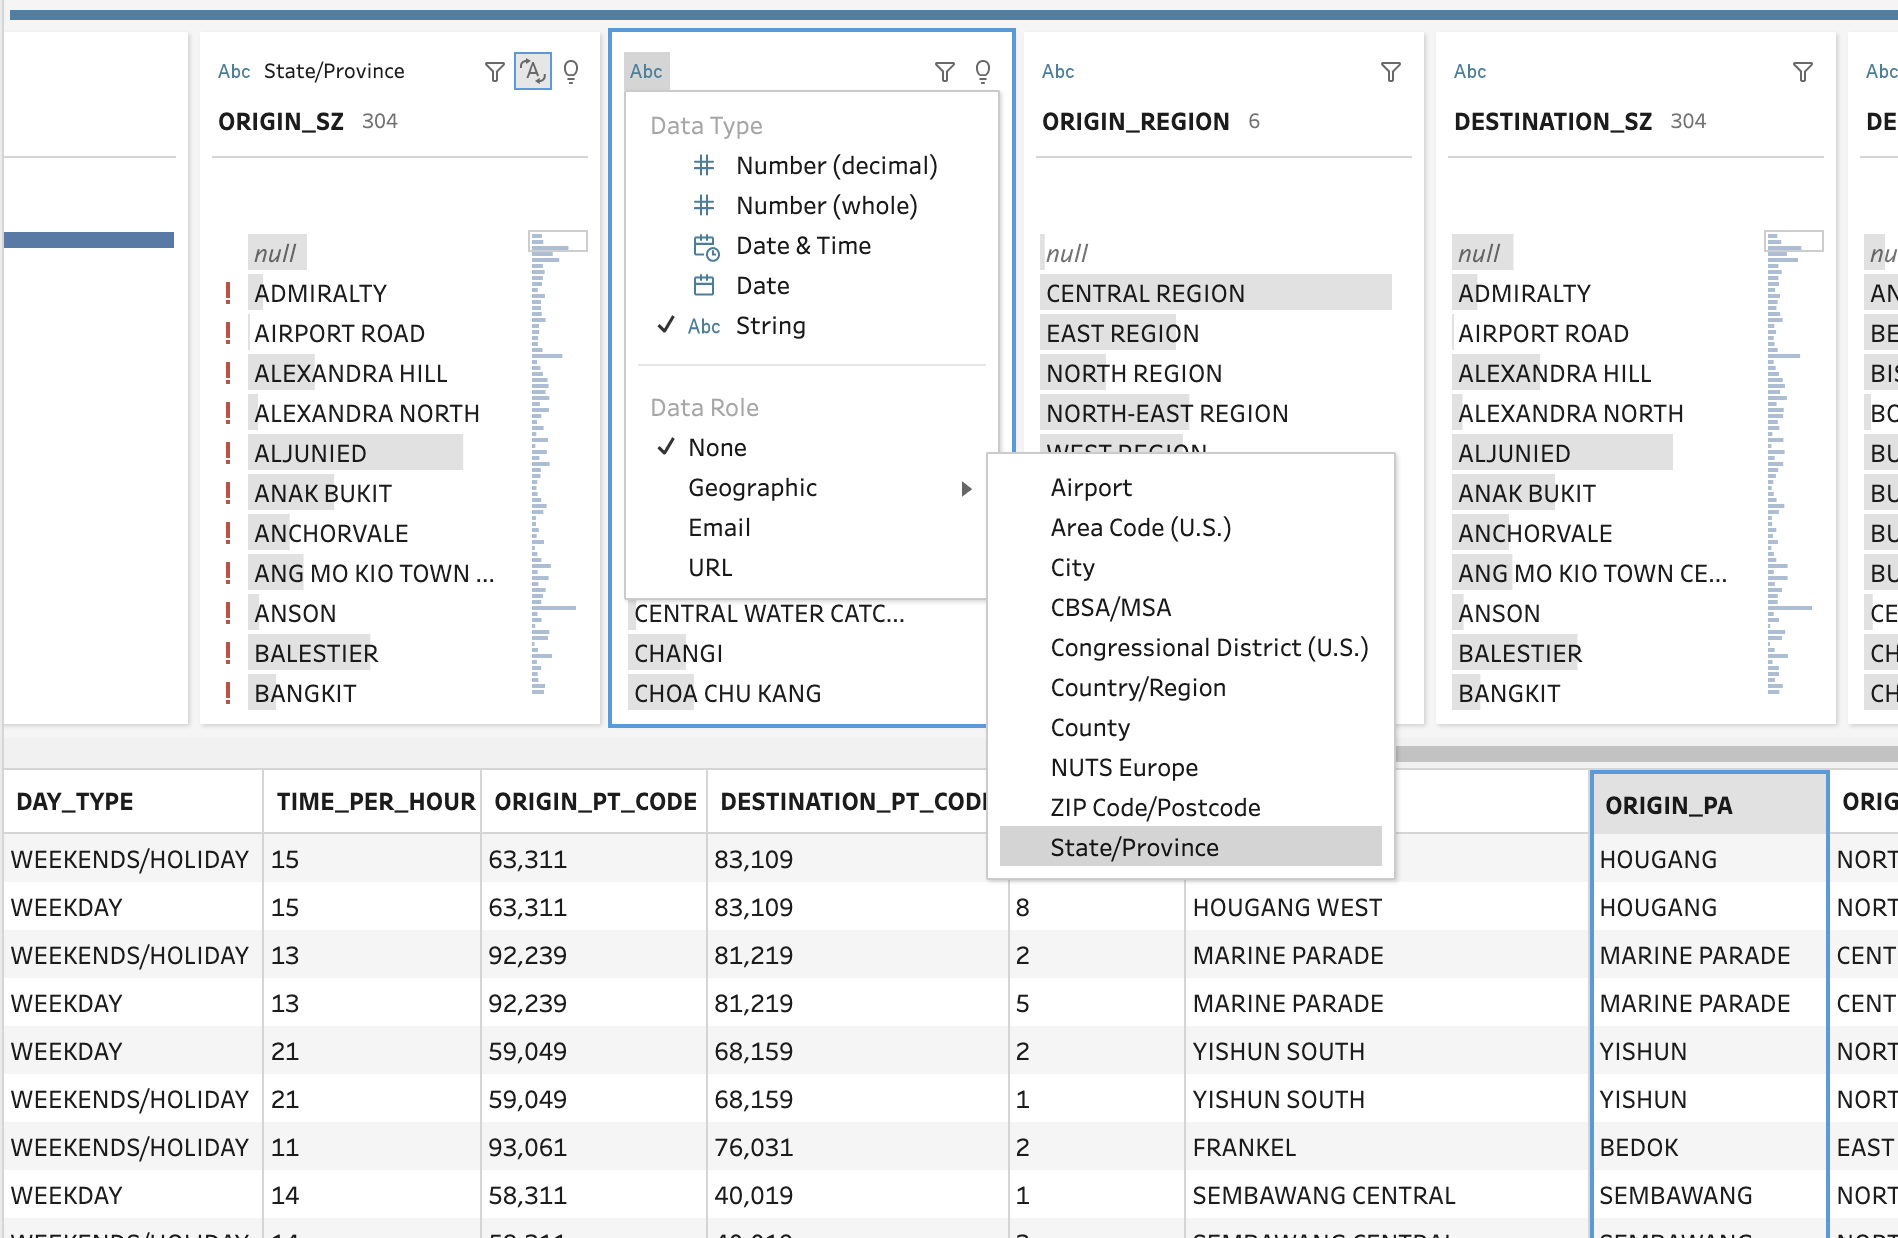 Abc State/Province
ORIGIN_SZ 304
null
! ADMIRALTY
! AIRPORT ROAD
! ALEXANDRA HILL
! ALEXANDRA NORTH
! ALJUNIED
! ANAK BUKIT
! ANCHORVALE
! ANG MO KIO TOWN ...
! ANSON
! BALESTIER
! BANGKIT
Abc
Data Type
Number (decimal)
Number (whole)
Date & Time
Date
✓ Abc String
Data Role
✓ None
Geographic
Email
URL
CENTRAL WATER CATC...
CHANGI
CHOA CHU KANG
Airport
Area Code (U.S.)
City
CBSA/MSA
Congressional District (U.S.)
Country/Region
County
NUTS Europe
ZIP Code/Postcode
State/Province
Abc
ORIGIN_REGION 6
null
CENTRAL REGION
EAST REGION
NORTH REGION
NORTH-EAST REGION
WEST REGION
Abc
DESTINATION_SZ 304
null
ADMIRALTY
AIRPORT ROAD
ALEXANDRA HILL
ALEXANDRA NORTH
ALJUNIED
ANAK BUKIT
ANCHORVALE
ANG MO KIO TOWN CE...
ANSON
BALESTIER
BANGKIT
Abc
DE
nu
AN
BE
BIS
BO
BU
BU
BU
BU
CE
CH
CH
DAY_TYPE TIME_PER_HOUR ORIGIN_PT_CODE DESTINATION_PT_CODE ORIGIN_PA ORIG
WEEKENDS/HOLIDAY 15 63,311 83,109 HOUGANG NORT
WEEKDAY 15 63,311 83,109 8 HOUGANG WEST HOUGANG NORT
WEEKENDS/HOLIDAY 13 92,239 81,219 2 MARINE PARADE MARINE PARADE CENT
WEEKDAY 13 92,239 81,219 5 MARINE PARADE MARINE PARADE CENT
WEEKDAY 21 59,049 68,159 2 YISHUN SOUTH YISHUN NORT
WEEKENDS/HOLIDAY 21 59,049 68,159 1 YISHUN SOUTH YISHUN NORT
WEEKENDS/HOLIDAY 11 93,061 76,031 2 FRANKEL BEDOK EAST
WEEKDAY 14 58,311 40,019 1 SEMBAWANG CENTRAL SEMBAWANG NORT